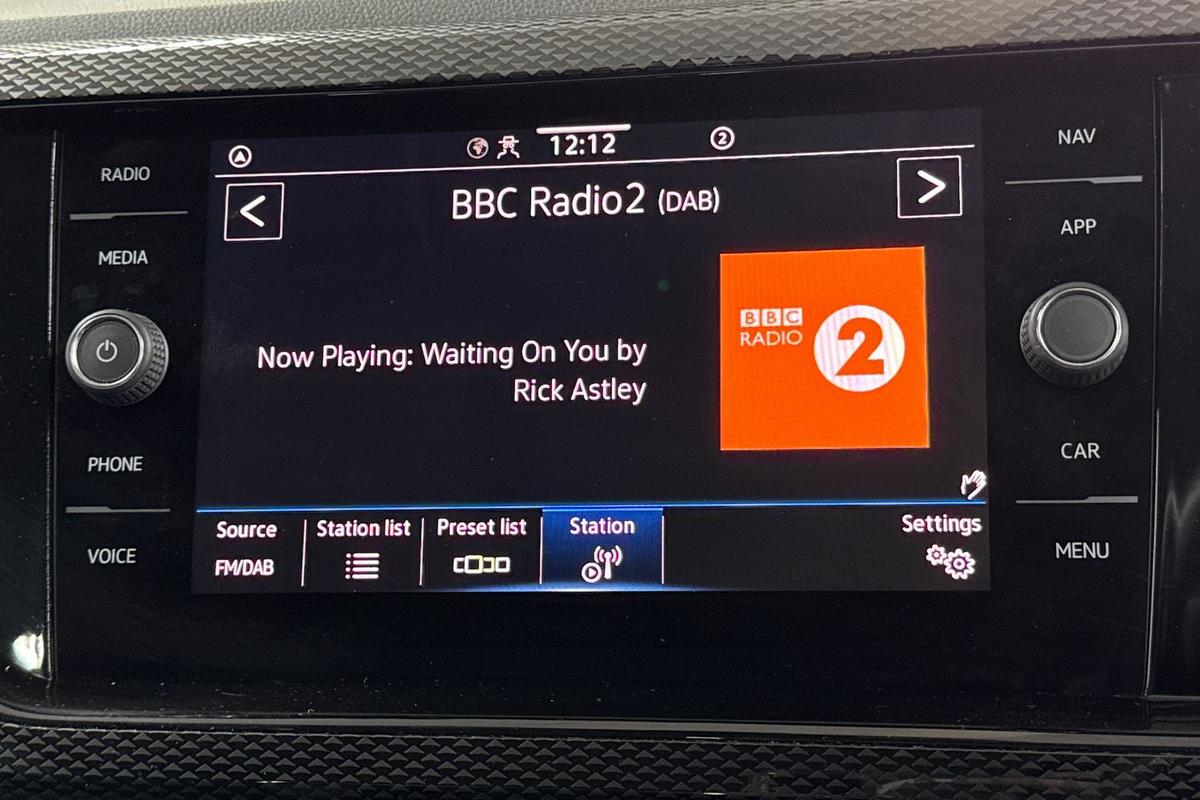 RADIO
MEDIA
PHONE
VOICE
12:12
2
<
BBC Radio2 (DAB)
>
Now Playing: Waiting On You by
Rick Astley
BBC
RADIO
2
Source
FM/DAB
Station list
Preset list
Station
Settings
NAV
APP
CAR
MENU